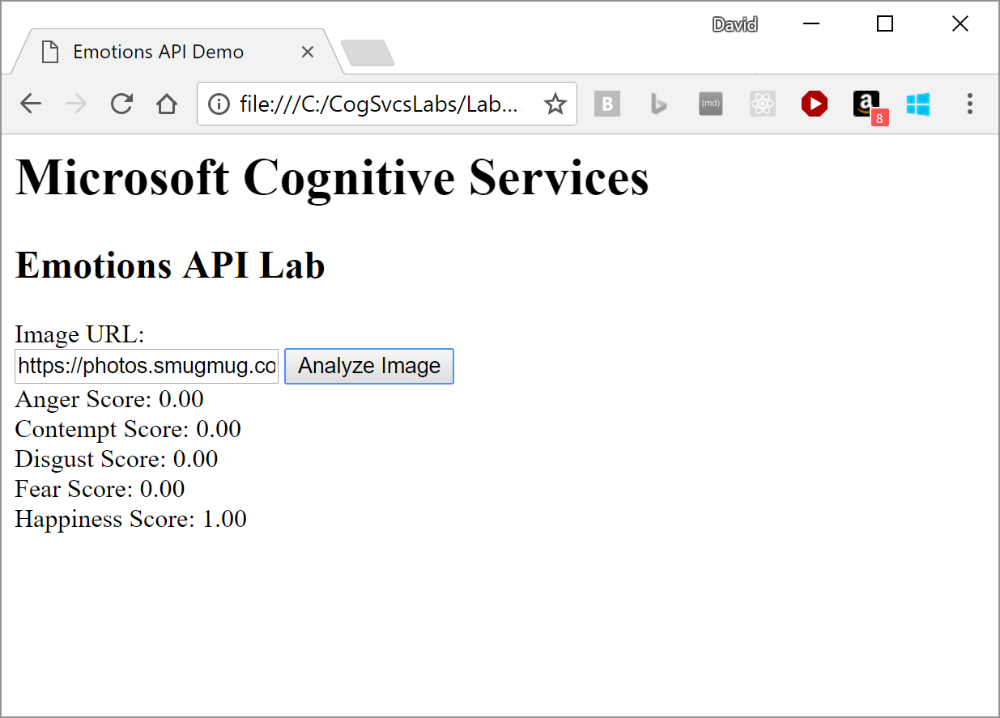 David
Emotions API Demo
file:///C:/CogSvcsLabs/Lab...
B
(md)
a
8
Microsoft Cognitive Services
Emotions API Lab
Image URL:
https://photos.smugmug.co
Analyze Image
Anger Score: 0.00
Contempt Score: 0.00
Disgust Score: 0.00
Fear Score: 0.00
Happiness Score: 1.00